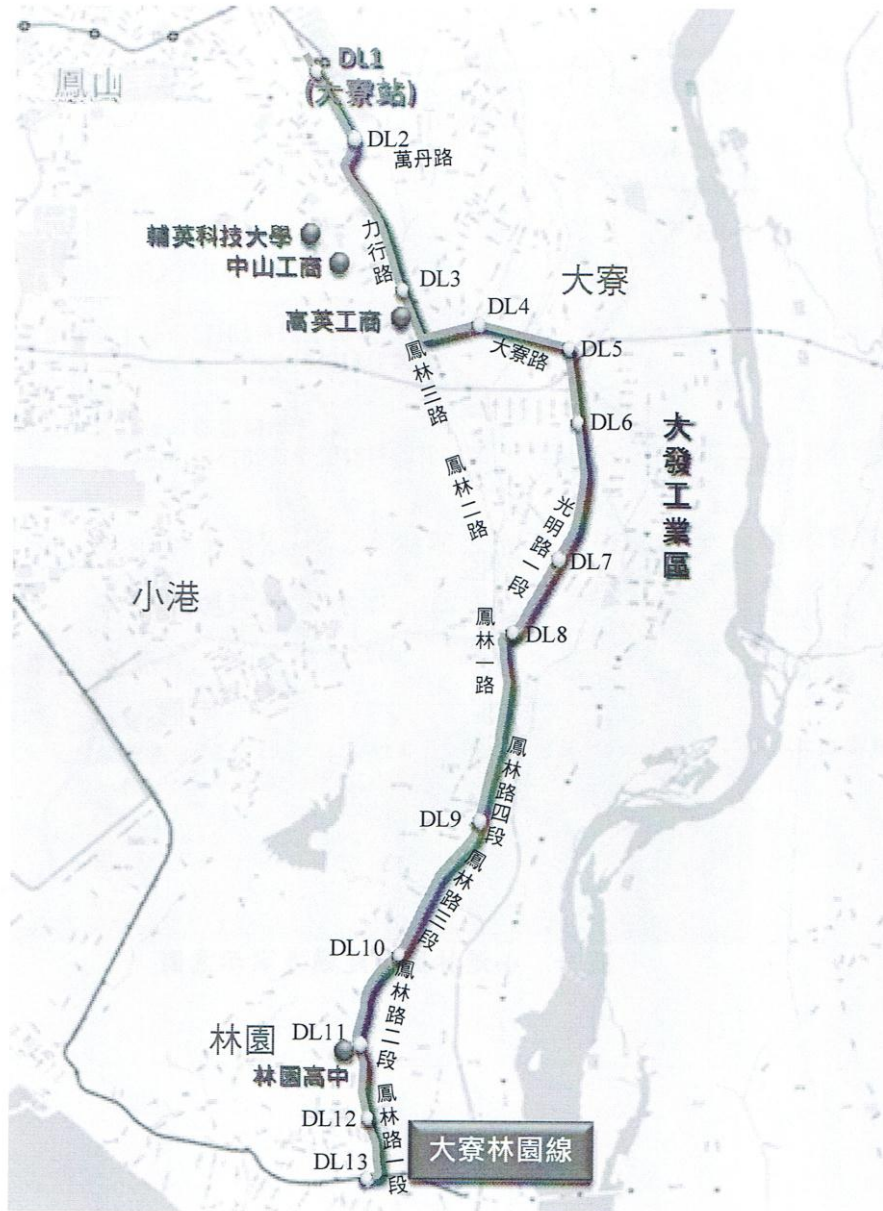 DL1
鳳山
(大寮站)
DL2
萬丹路
輔英科技大學
力行路
中山工商
DL3
大寮
DL4
高英工商
大寮路
DL5
鳳林三路
DL6
大發工業區
鳳林二路
光明路一段
DL7
小港
鳳林一路
DL8
鳳林路四段
DL9
鳳林路三段
DL10
鳳林路二段
林園
DL11
林園高中
鳳林路一段
DL12
大寮林園線
DL13